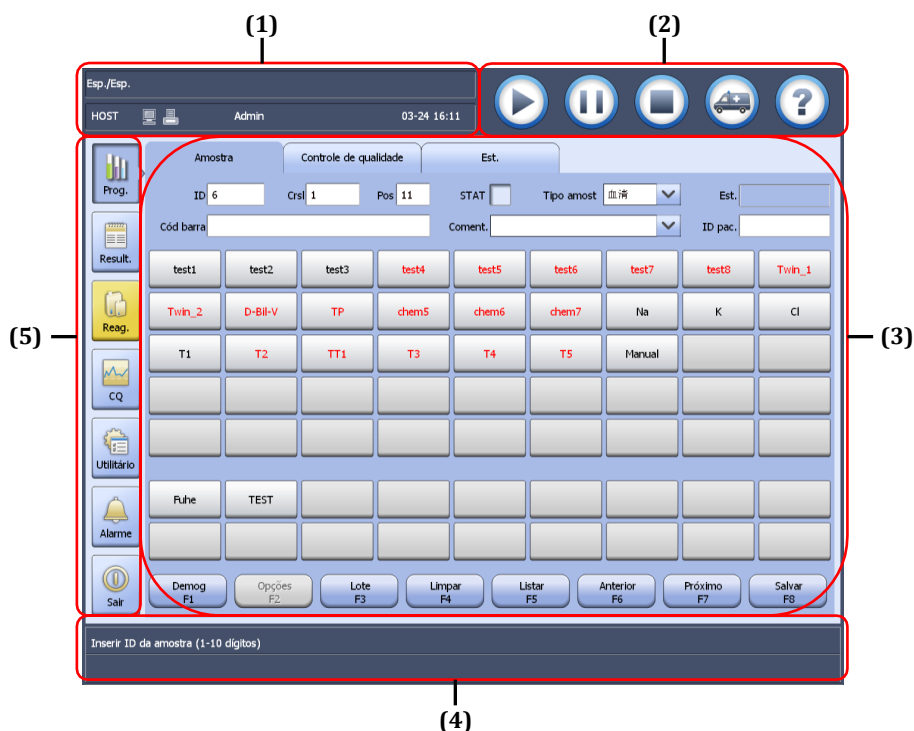 (1)
(2)
Esp./Esp.
HOST Admin 03-24 16:11
?
(5)
(3)
Prog.
Result.
Reag.
CQ
Utilitário
Alarme
Sair
Amostra Controle de qualidade Est.
ID 6 Crsl 1 Pos 11 STAT Tipo amost 血清 Est.
Cód barra Coment. ID pac.
test1 test2 test3 test4 test5 test6 test7 test8 Twin_1
Twin_2 D-Bil-V TP chem5 chem6 chem7 Na K Cl
T1 T2 TT1 T3 T4 T5 Manual
Fuhe TEST
Demog Opções Lote Limpar Listar Anterior Próximo Salvar
F1 F2 F3 F4 F5 F6 F7 F8
Inserir ID da amostra (1-10 dígitos)
(4)